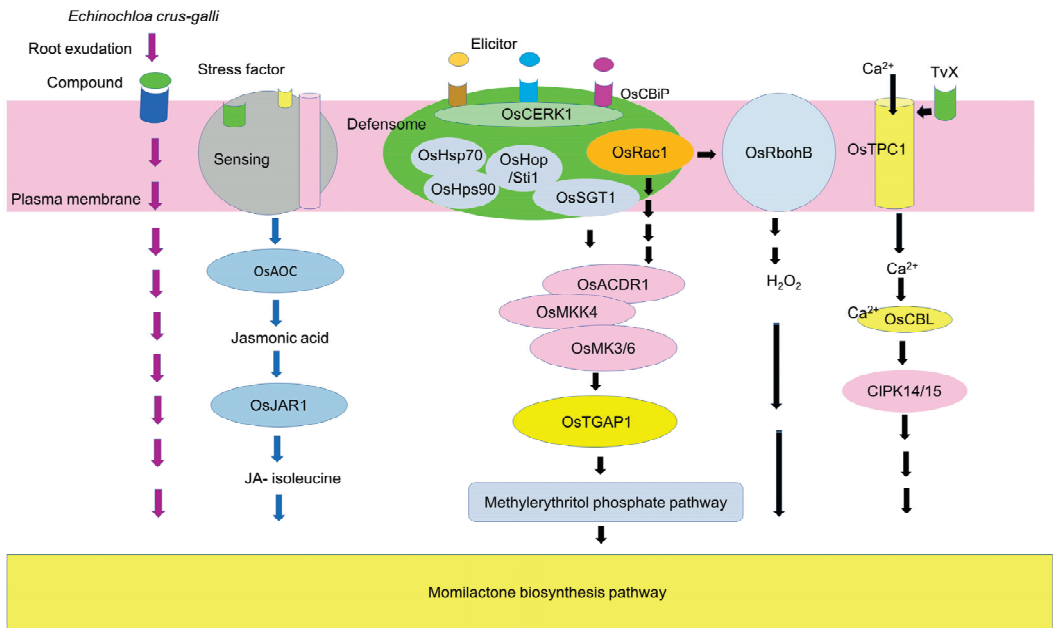 Echinochloa crus-galli
Root exudation
Compound
Stress factor
Elicitor
OsCBiP
Ca²⁺
TvX
Defensome
OsCERK1
Sensing
OsHsp70
OsHps90
OsHop
/Sti1
OsSGT1
OsRac1
OsRbohB
OsTPC1
Plasma membrane
OsAOC
Jasmonic acid
OsJAR1
JA- isoleucine
OsACDR1
OsMKK4
OsMK3/6
OsTGAP1
Methylerythritol phosphate pathway
H₂O₂
Ca²⁺
Ca²⁺
OsCBL
CIPK14/15
Momilactone biosynthesis pathway